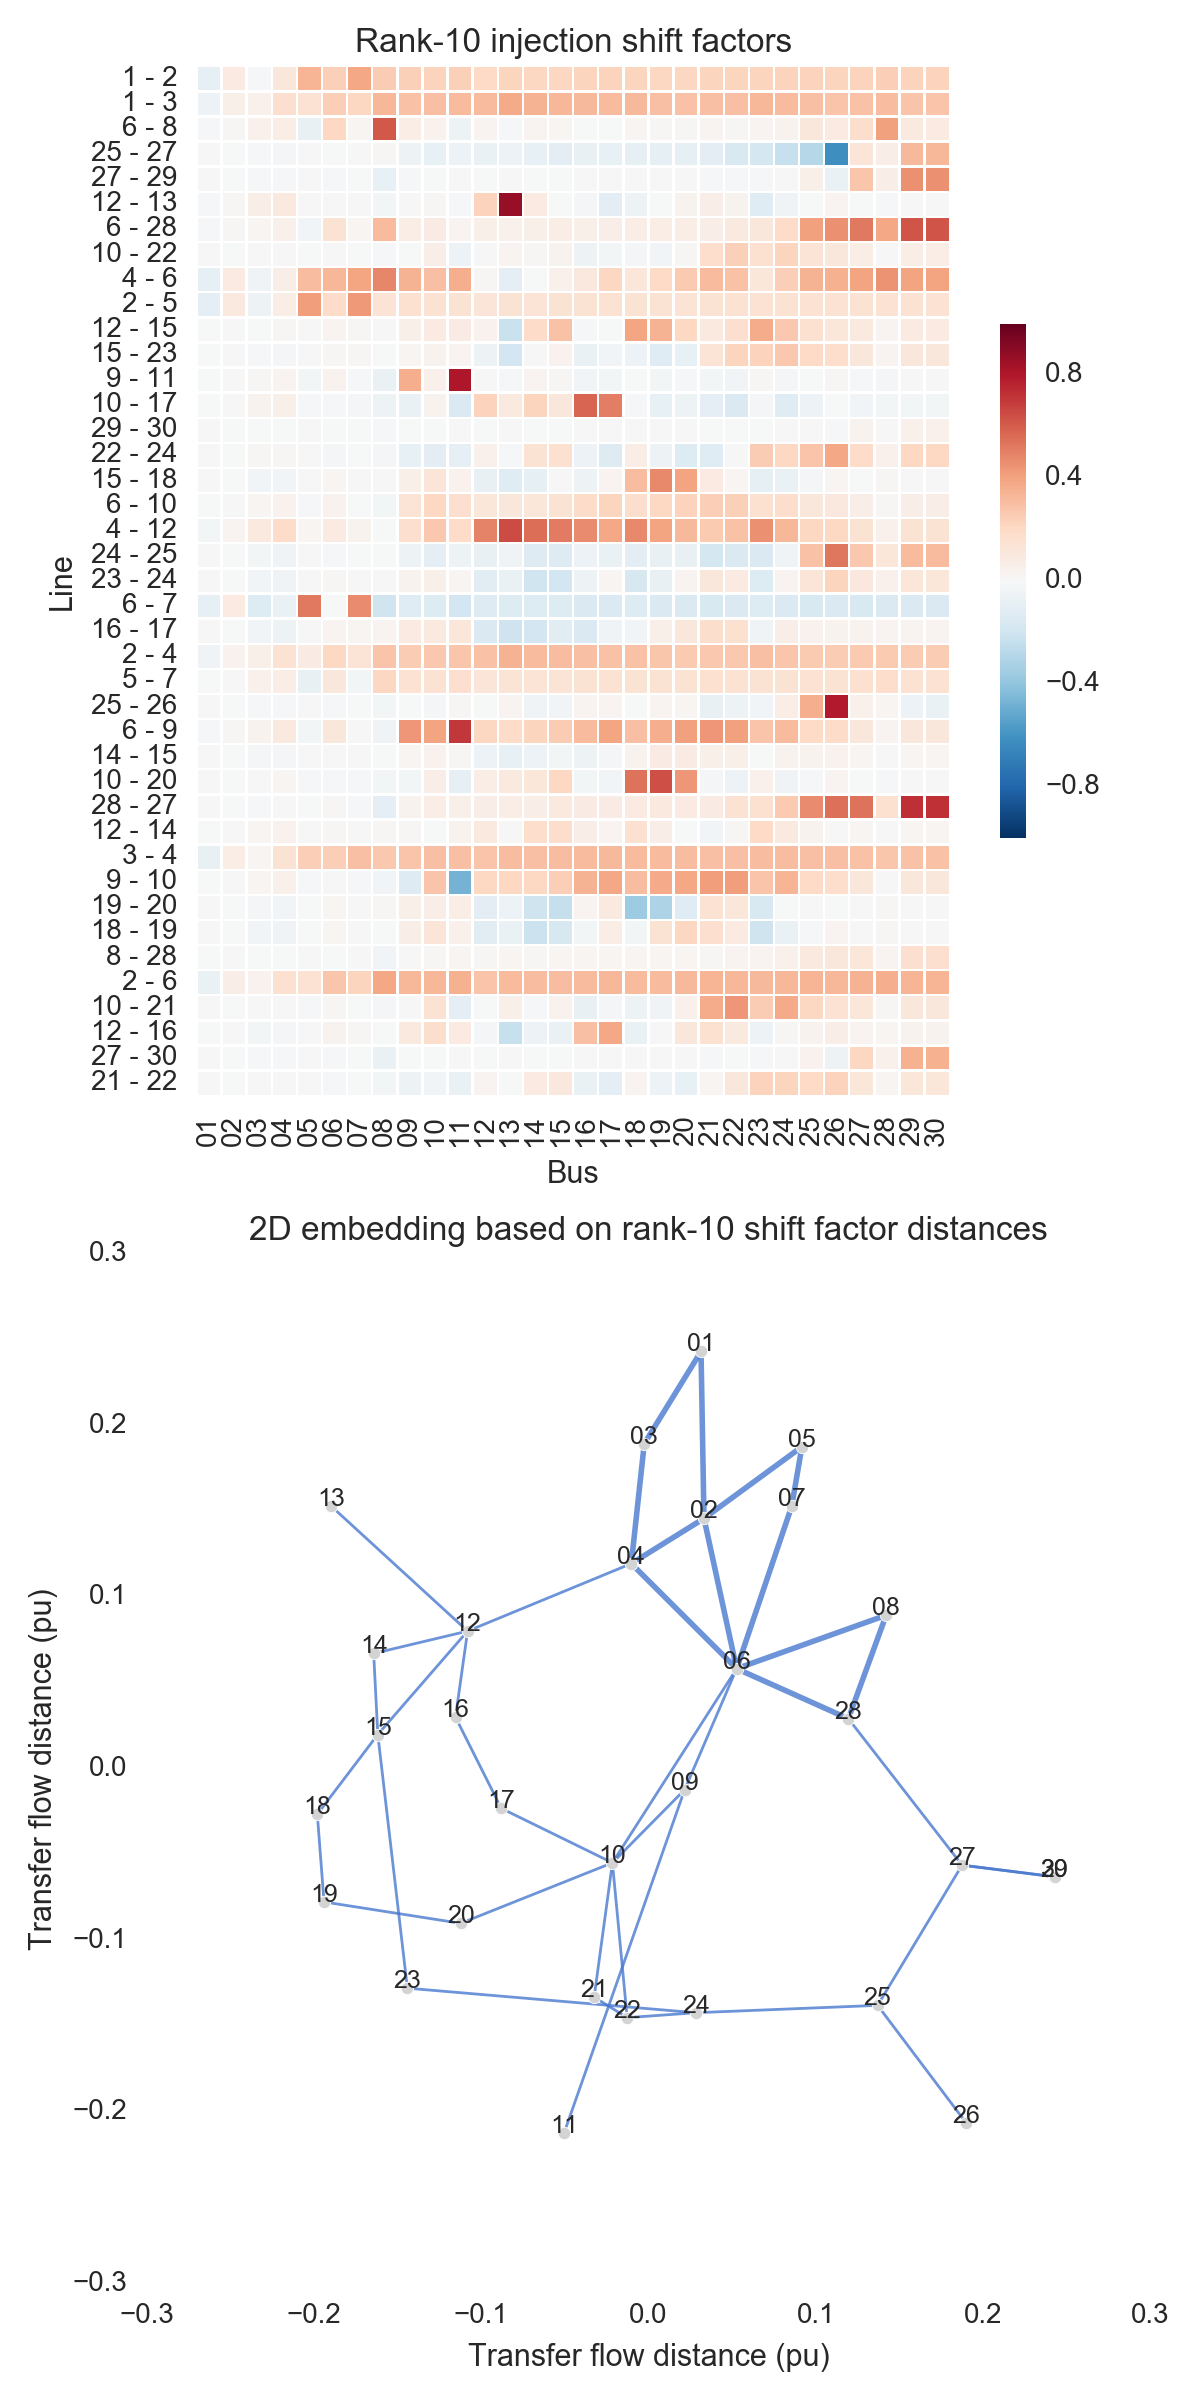 Rank-10 injection shift factors
1 - 2
1 - 3
6 - 8
25 - 27
27 - 29
12 - 13
6 - 28
10 - 22
4 - 6
2 - 5
12 - 15
15 - 23
9 - 11
10 - 17
29 - 30
22 - 24
15 - 18
6 - 10
4 - 12
24 - 25
23 - 24
6 - 7
16 - 17
2 - 4
5 - 7
25 - 26
6 - 9
14 - 15
10 - 20
28 - 27
12 - 14
3 - 4
9 - 10
19 - 20
18 - 19
8 - 28
2 - 6
10 - 21
12 - 16
27 - 30
21 - 22
Line
01 02 03 04 05 06 07 08 09 10 11 12 13 14 15 16 17 18 19 20 21 22 23 24 25 26 27 28 29 30
Bus
0.8
0.4
0.0
−0.4
−0.8
2D embedding based on rank-10 shift factor distances
0.3
0.2
0.1
0.0
−0.1
−0.2
−0.3
Transfer flow distance (pu)
01
03
05
13
07
02
04
08
12
14
06
16
28
15
09
17
18
10
27
29
30
19
20
23
21
24
25
22
11
26
−0.3 −0.2 −0.1 0.0 0.1 0.2 0.3
Transfer flow distance (pu)